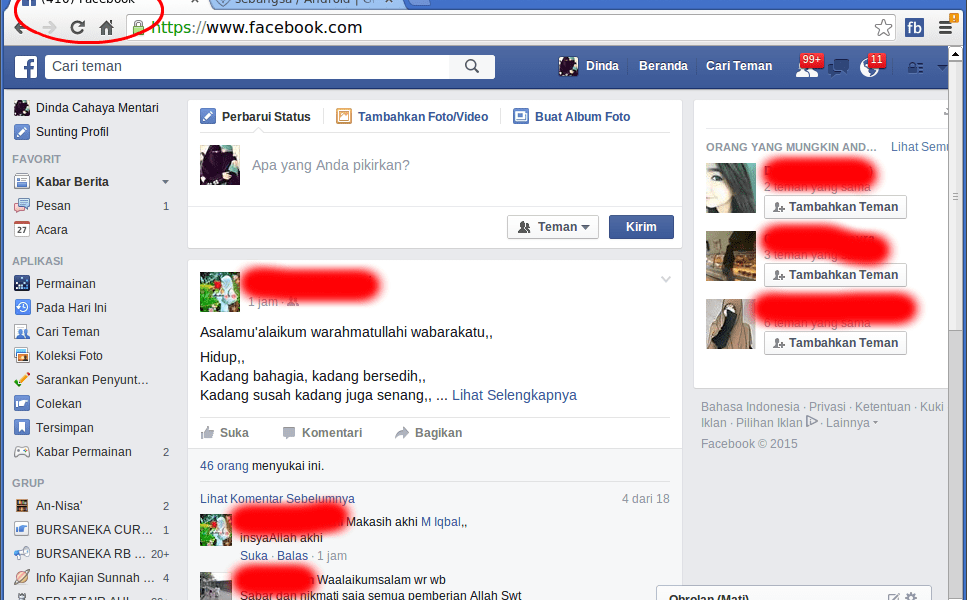 (410) Facebook
sebangsa / Android | G
https://www.facebook.com
fb
f
Cari teman
Dinda
Beranda
Cari Teman
99+
11
Dinda Cahaya Mentari
Sunting Profil
FAVORIT
Kabar Berita
Pesan 1
27 Acara
APLIKASI
Permainan
Pada Hari Ini
Cari Teman
Koleksi Foto
Sarankan Penyunt...
Colekan
Tersimpan
Kabar Permainan 2
GRUP
An-Nisa' 2
BURSANEKA CUR... 1
BURSANEKA RB ... 20+
Info Kajian Sunnah ... 4
Perbarui Status
Tambahkan Foto/Video
Buat Album Foto
Apa yang Anda pikirkan?
Teman
Kirim
1 jam ·
Asalamu'alaikum warahmatullahi wabarakatu,,
Hidup,,
Kadang bahagia, kadang bersedih,,
Kadang susah kadang juga senang,, ... Lihat Selengkapnya
Suka
Komentari
Bagikan
46 orang menyukai ini.
Lihat Komentar Sebelumnya
4 dari 18
Makasih akhi M Iqbal,,
insyaAllah akhi
Suka · Balas · 1 jam
Waalaikumsalam wr wb
Sabar dan nikmati saja semua pemberian Allah Swt
ORANG YANG MUNGKIN AND...
Lihat Semu
2 teman yang sama
Tambahkan Teman
3 teman yang sama
Tambahkan Teman
6 teman yang sama
Tambahkan Teman
Bahasa Indonesia · Privasi · Ketentuan · Kuki
Iklan · Pilihan Iklan · Lainnya
Facebook © 2015
Obrolan (Mati)